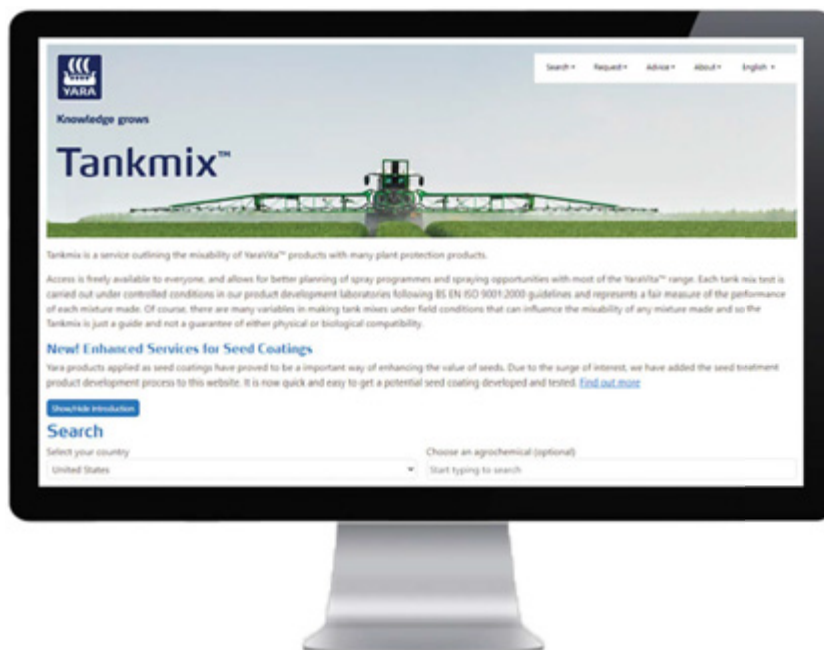 YARA
Search
Request
Advice
About
English
Knowledge grows
Tankmix™
Tankmix is a service outlining the mixability of YaraVita™ products with many plant protection products.
Access is freely available to everyone, and allows for better planning of spray programmes and spraying opportunities with most of the YaraVita™ range. Each tank mix test is
carried out under controlled conditions in our product development laboratories following BS EN ISO 9001:2000 guidelines and represents a fair measure of the performance
of each mixture made. Of course, there are many variables in making tank mixes under field conditions that can influence the mixability of any mixture made and so the
Tankmix is just a guide and not a guarantee of either physical or biological compatibility.
New! Enhanced Services for Seed Coatings
Yara products applied as seed coatings have proved to be a important way of enhancing the value of seeds. Due to the surge of interest, we have added the seed treatment
product development process to this website. It is now quick and easy to get a potential seed coating developed and tested. Find out more
Show/Hide introduction
Search
Select your country
Choose an agrochemical (optional)
United States
Start typing to search